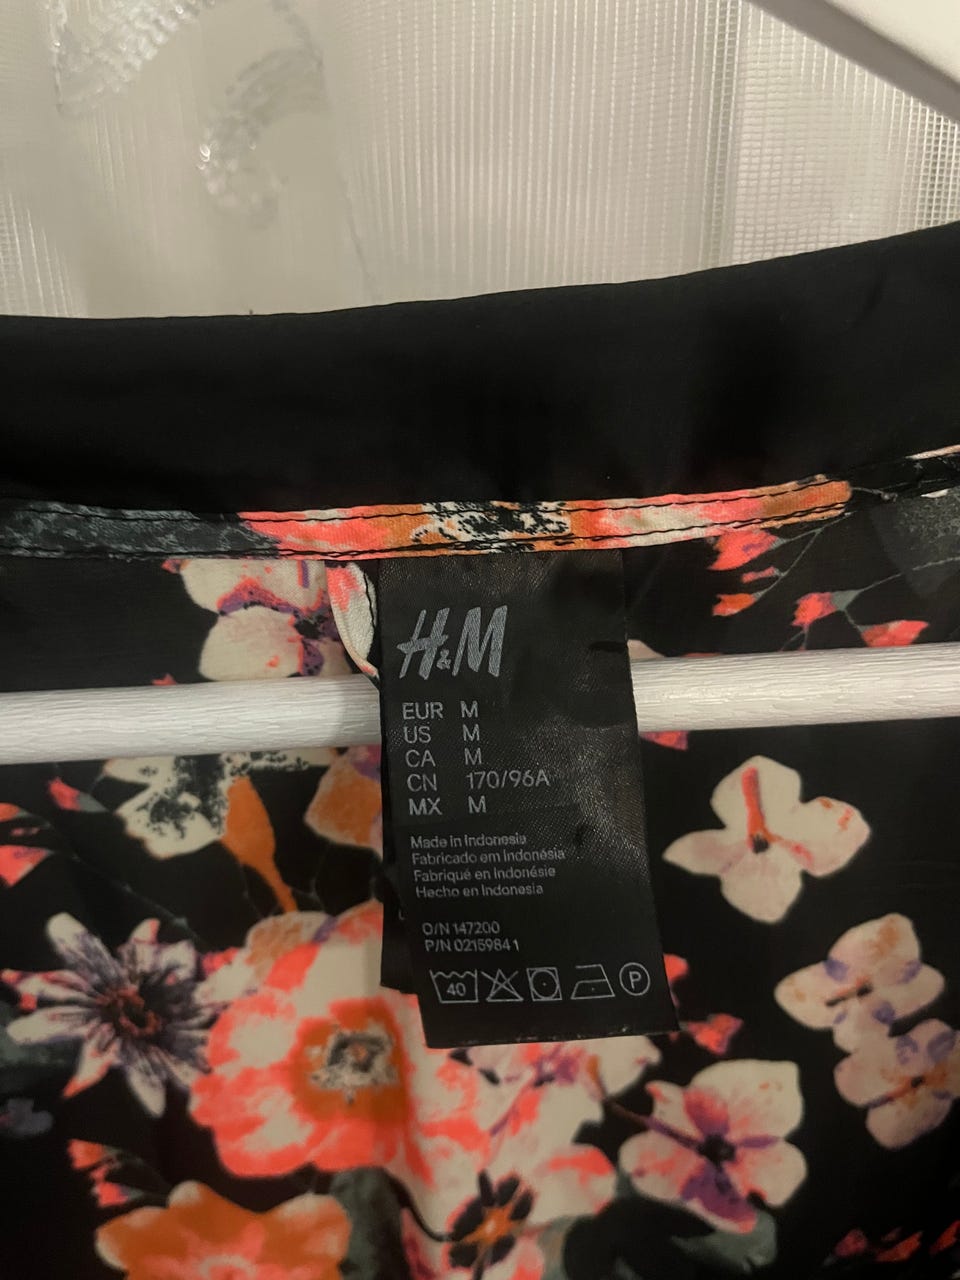 H&M
EUR M
US M
CA M
CN 170/96A
MX M
Made in Indonesia
Fabricado em Indonésia
Fabriqué en Indonésie
Hecho en Indonesia
O/N 147200
P/N 02159841
40 P